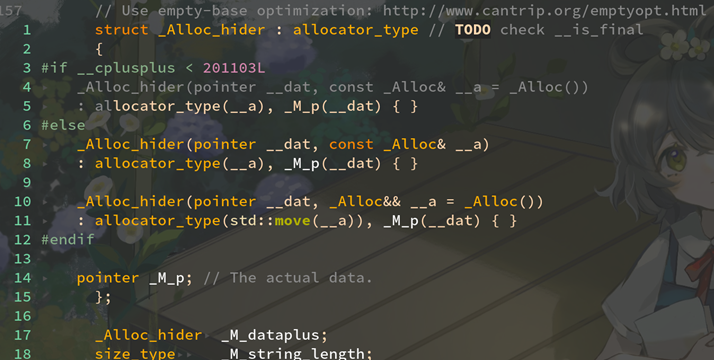 157 // Use empty-base optimization: http://www.cantrip.org/emptyopt.html
1 struct _Alloc_hider : allocator_type // TODO check __is_final
2 {
3 #if __cplusplus < 201103L
4 _Alloc_hider(pointer __dat, const _Alloc& __a = _Alloc())
5 : allocator_type(__a), _M_p(__dat) { }
6 #else
7 _Alloc_hider(pointer __dat, const _Alloc& __a)
8 : allocator_type(__a), _M_p(__dat) { }
9
10 _Alloc_hider(pointer __dat, _Alloc&& __a = _Alloc())
11 : allocator_type(std::move(__a)), _M_p(__dat) { }
12 #endif
13
14 pointer _M_p; // The actual data.
15 };
16
17 _Alloc_hider _M_dataplus;
18 size_type _M_string_length;